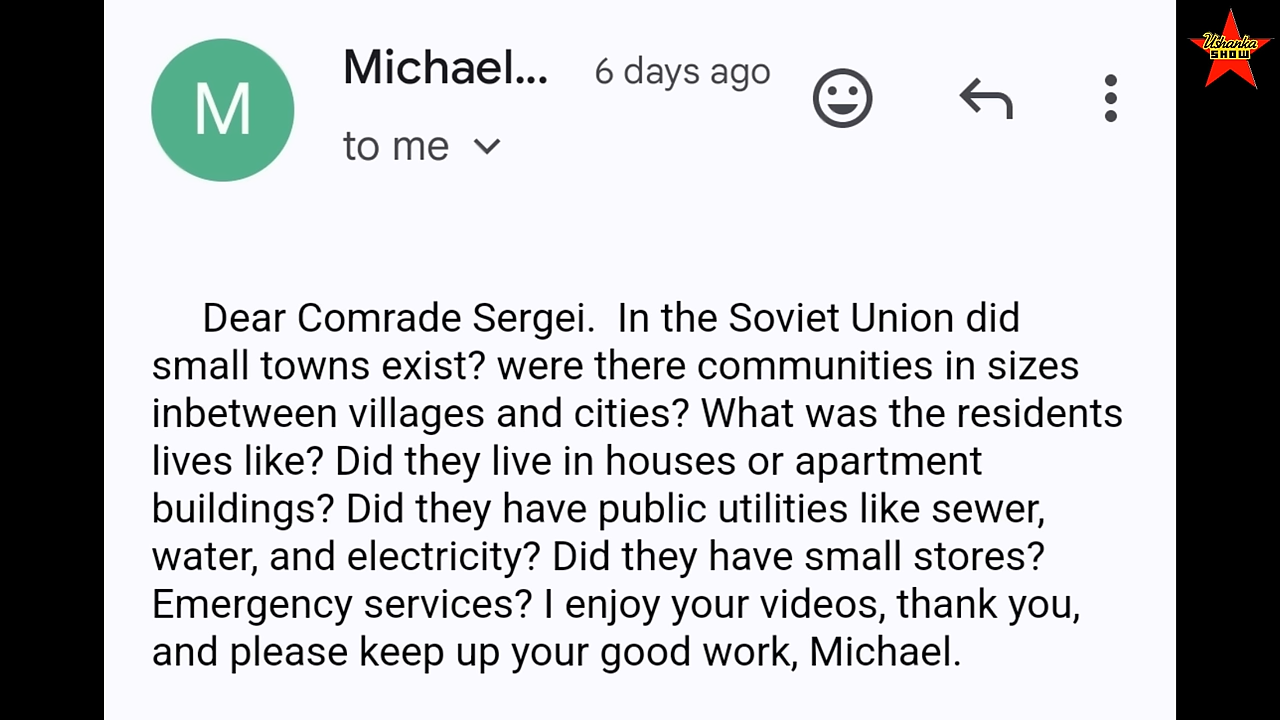 M
Michael... 6 days ago
to me
Ushanka
SHOW
Dear Comrade Sergei. In the Soviet Union did
small towns exist? were there communities in sizes
inbetween villages and cities? What was the residents
lives like? Did they live in houses or apartment
buildings? Did they have public utilities like sewer,
water, and electricity? Did they have small stores?
Emergency services? I enjoy your videos, thank you,
and please keep up your good work, Michael.